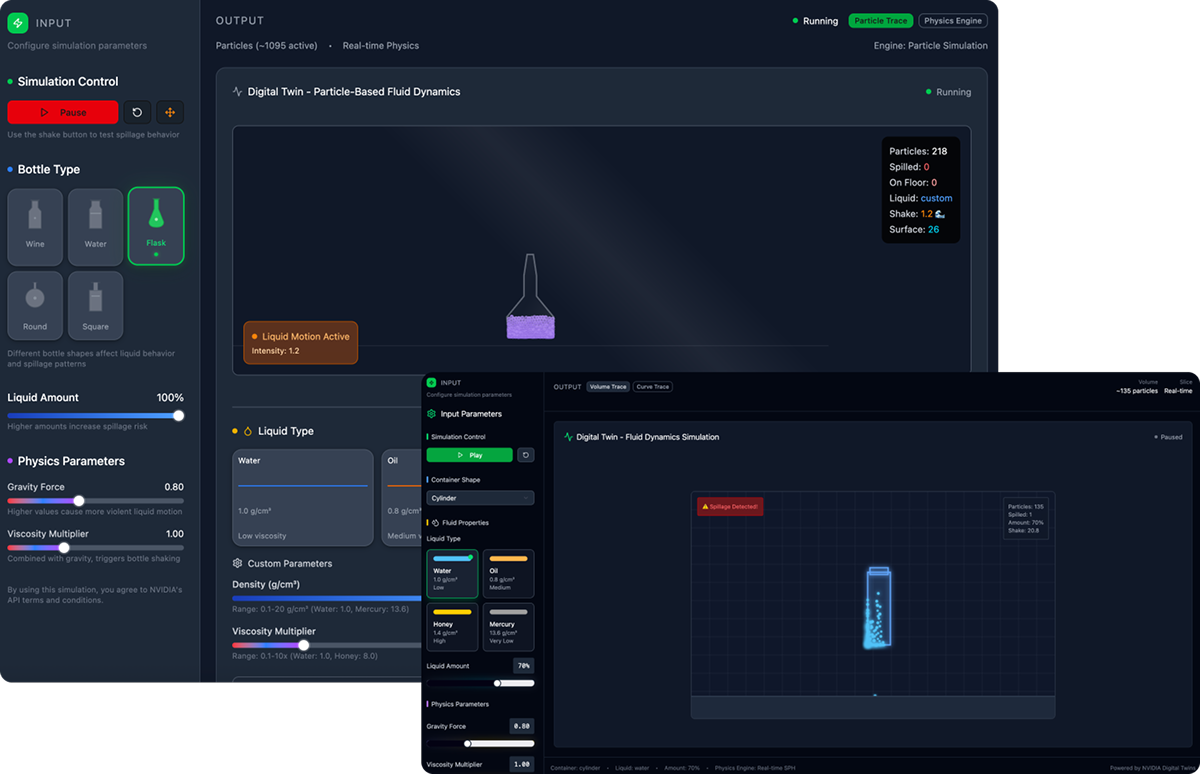 INPUT
Configure simulation parameters
Simulation Control
Pause
Use the shake button to test spillage behavior
Bottle Type
Wine
Water
Flask
Round
Square
Different bottle shapes affect liquid behavior
and spillage patterns
Liquid Amount 100%
Higher amounts increase spillage risk
Physics Parameters
Gravity Force 0.80
Higher values cause more violent liquid motion
Viscosity Multiplier 1.00
Combined with gravity, triggers bottle shaking
By using this simulation, you agree to NVIDIA's
API terms and conditions.
OUTPUT
Running
Particle Trace
Physics Engine
Particles (~1095 active) • Real-time Physics
Engine: Particle Simulation
Digital Twin - Particle-Based Fluid Dynamics
Running
Particles: 218
Spilled: 0
On Floor: 0
Liquid: custom
Shake: 1.2
Surface: 26
Liquid Motion Active
Intensity: 1.2
Liquid Type
Water
1.0 g/cm³
Low viscosity
Oil
0.8 g/cm
Medium
Custom Parameters
Density (g/cm³)
Range: 0.1-20 g/cm³ (Water: 1.0, Mercury: 13.6)
Viscosity Multiplier
Range: 0.1-10x (Water: 1.0, Honey: 8.0)
INPUT
Configure simulation parameters
Input Parameters
Simulation Control
Play
Container Shape
Cylinder
Fluid Properties
Liquid Type
Water
1.0 g/cm³
Low
Oil
0.8 g/cm³
Medium
Honey
1.4 g/cm³
High
Mercury
13.6 g/cm³
Very Low
Liquid Amount 70%
Physics Parameters
Gravity Force 0.80
Viscosity Multiplier 1.00
OUTPUT
Volume Trace
Curve Trace
Volume
~135 particles
Slice
Real-time
Digital Twin - Fluid Dynamics Simulation
Paused
Spillage Detected!
Particles: 135
Spilled: 1
Amount: 70%
Shake: 20.8
Container: cylinder • Liquid: water • Amount: 70% • Physics Engine: Real-time SPH
Powered by NVIDIA Digital Twins